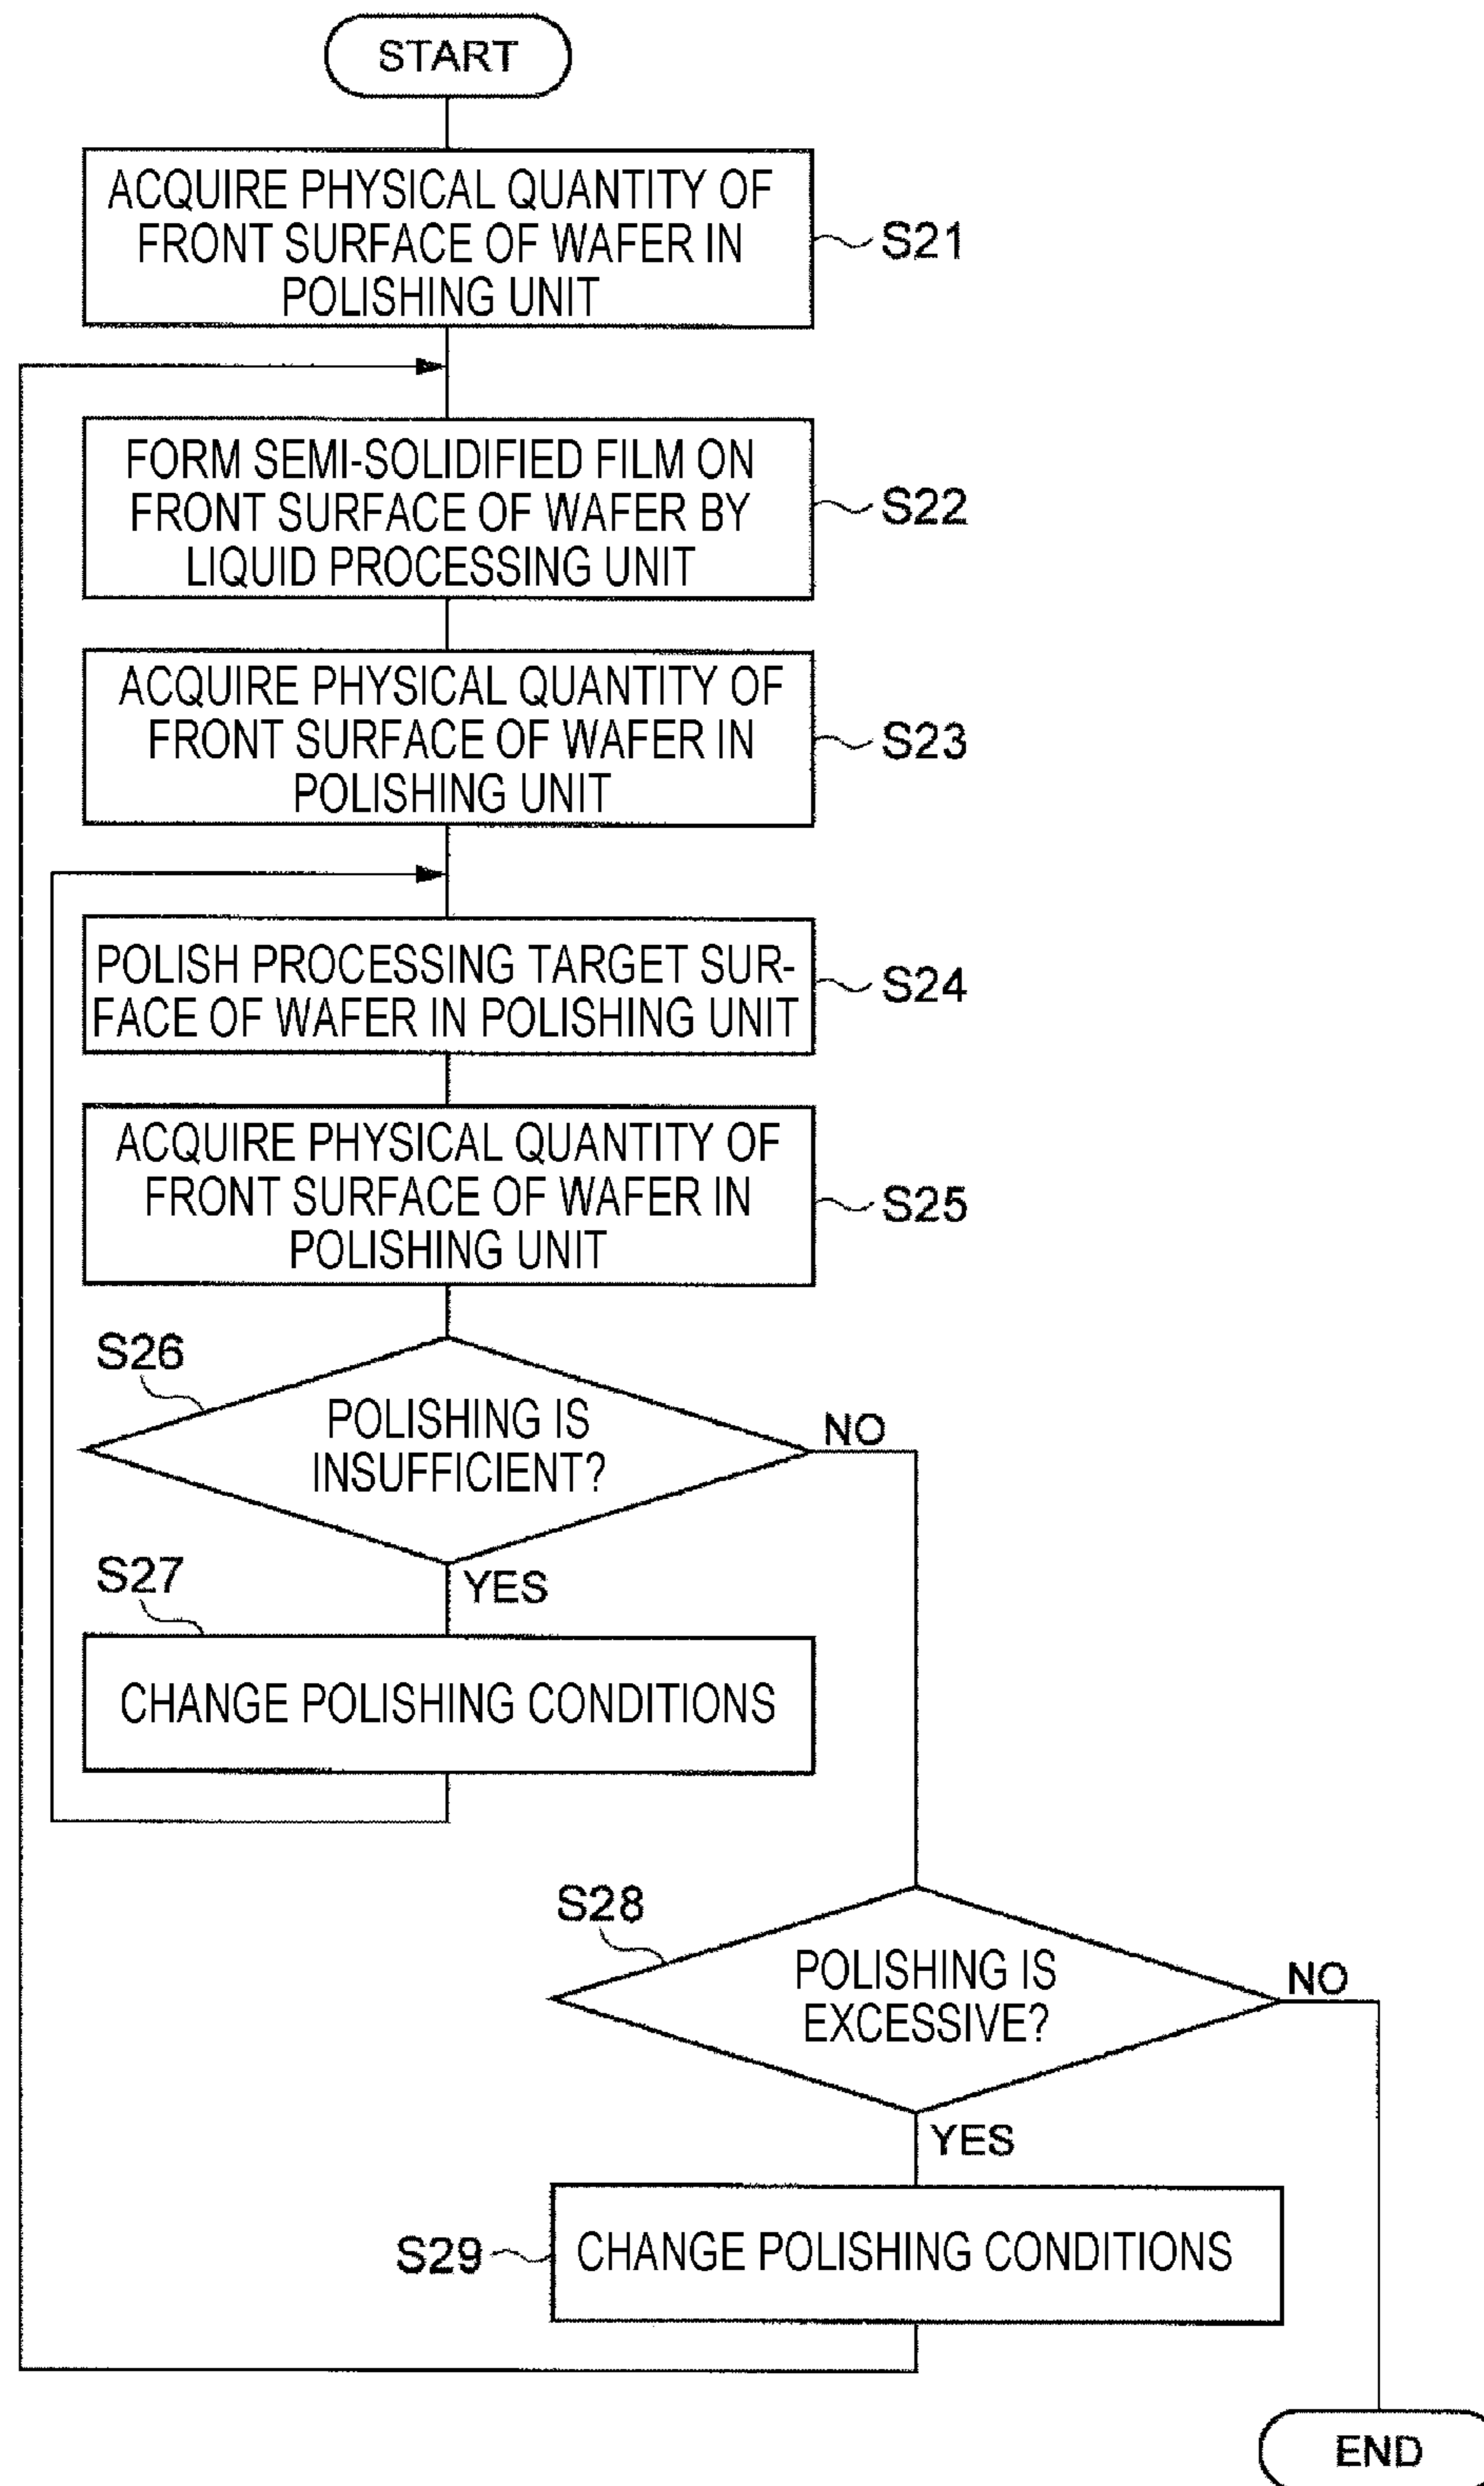 START
ACQUIRE PHYSICAL QUANTITY OF
FRONT SURFACE OF WAFER IN
POLISHING UNIT
S21
FORM SEMI-SOLIDIFIED FILM ON
FRONT SURFACE OF WAFER BY
LIQUID PROCESSING UNIT
S22
ACQUIRE PHYSICAL QUANTITY OF
FRONT SURFACE OF WAFER IN
POLISHING UNIT
S23
POLISH PROCESSING TARGET SUR-
FACE OF WAFER IN POLISHING UNIT
S24
ACQUIRE PHYSICAL QUANTITY OF
FRONT SURFACE OF WAFER IN
POLISHING UNIT
S25
S26
POLISHING IS
INSUFFICIENT?
NO
YES
S27
CHANGE POLISHING CONDITIONS
S28
POLISHING IS
EXCESSIVE?
NO
YES
S29
CHANGE POLISHING CONDITIONS
END